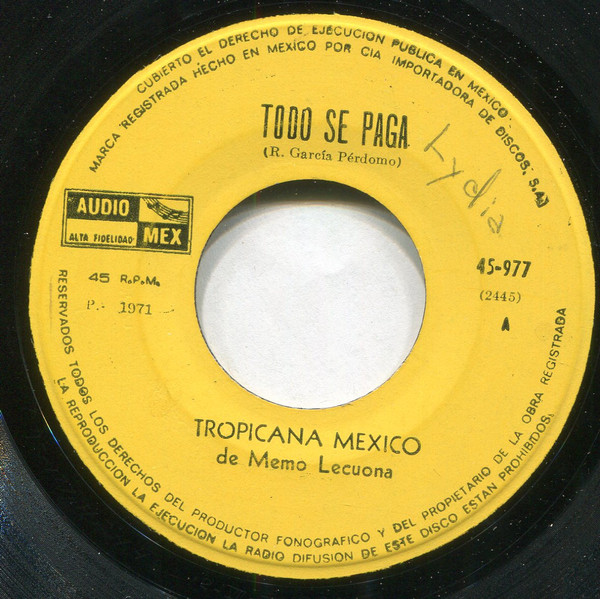 CUBIERTO EL DERECHO DE EJECUCION PUBLICA EN MEXICO:
MARCA REGISTRADA HECHO EN MEXICO POR CIA IMPORTADORA DE DISCOS, S.A.
TODO SE PAGA
(R. García Pérdomo)
Lydia
AUDIO
ALTA FIDELIDAD MEX
45 R.P.M.
45-977
P.- 1971
(2445)
A
TROPICANA MEXICO
de Memo Lecuona
RESERVADOS TODOS LOS DERECHOS DEL PRODUCTOR FONOGRAFICO Y DEL PROPIETARIO DE LA OBRA REGISTRADA
LA REPRODUCCION LA EJECUCION LA RADIO DIFUSION DE ESTE DISCO ESTAN PROHIBIDOS.